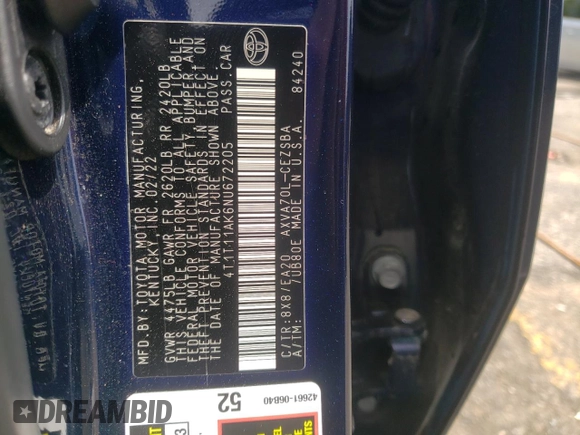 MFD.BY:TOYOTA MOTOR MANUFACTURING,
KENTUCKY, INC. 02/22
GVWR 4475LB GAWR FR 2620LB RR 2420LB
THIS VEHICLE CONFORMS TO ALL APPLICABLE
FEDERAL MOTOR VEHICLE SAFETY, BUMPER, AND
THEFT PREVENTION STANDARDS IN EFFECT ON
THE DATE OF MANUFACTURE SHOWN ABOVE.
4T1T11AK6NU672205 PASS.CAR
C/TR:8X8/EA20 AXVA70L-CEZSBA
7UB80E MADE IN U.S.A. 84240
52
42661-06B40
DREAMBID